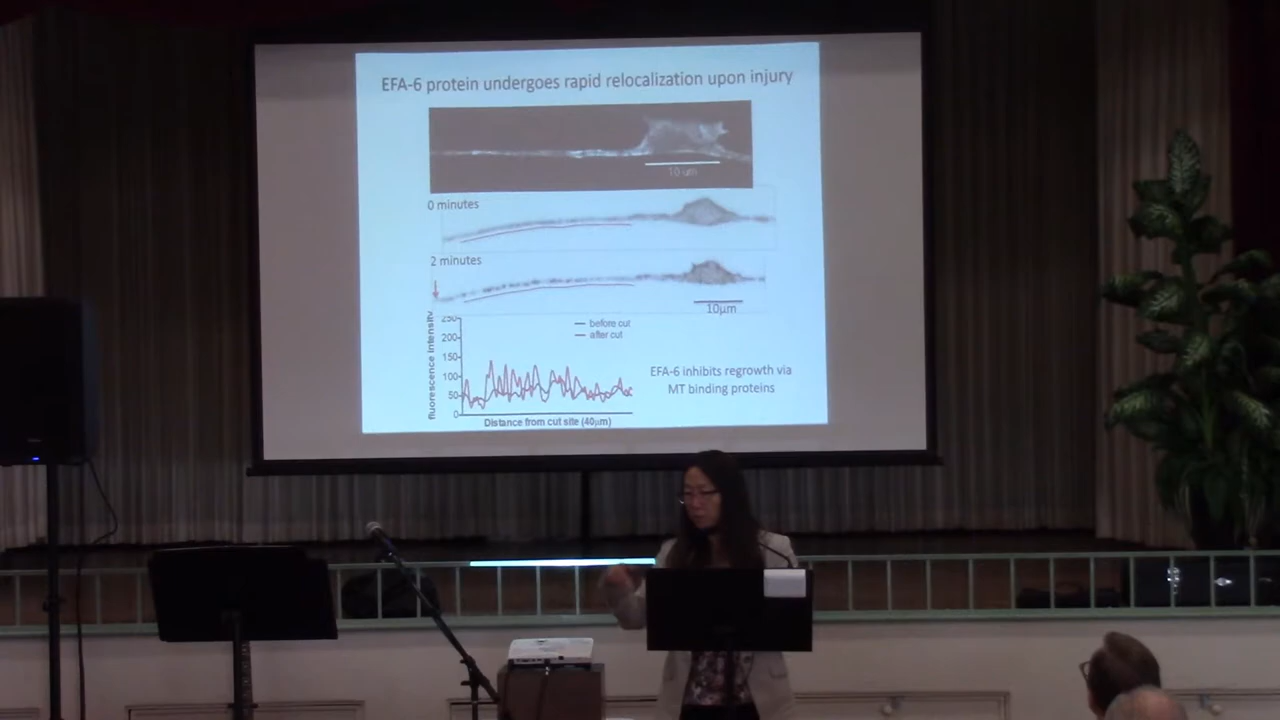 EFA-6 protein undergoes rapid relocalization upon injury
10 um
0 minutes
2 minutes
10µm
fluorescence intensity
250
200
150
100
50
0
before cut
after cut
Distance from cut site (40µm)
EFA-6 inhibits regrowth via
MT binding proteins